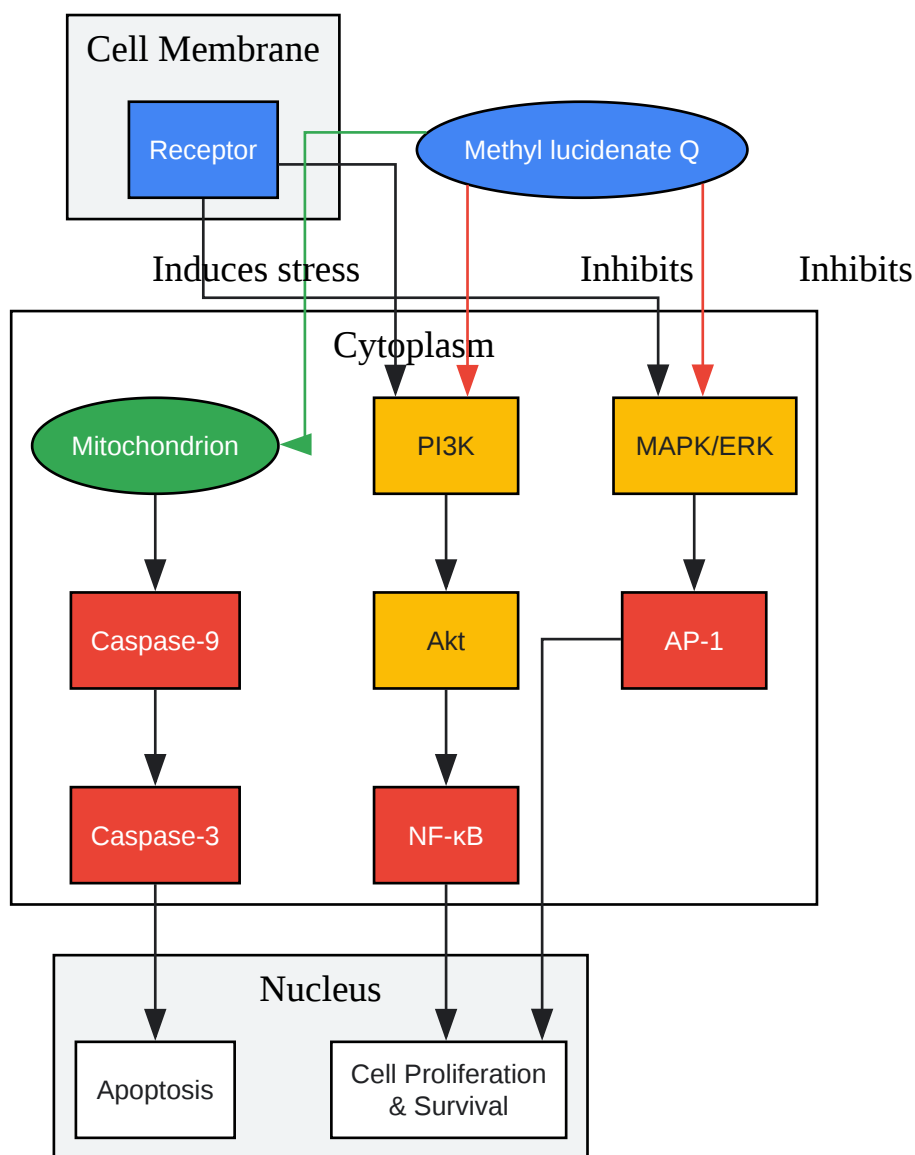 Cell Membrane
Receptor
Methyl lucidenate Q
Induces stress
Inhibits
Inhibits
Cytoplasm
Mitochondrion
PI3K
MAPK/ERK
Caspase-9
Akt
AP-1
Caspase-3
NF-κB
Nucleus
Apoptosis
Cell Proliferation
& Survival